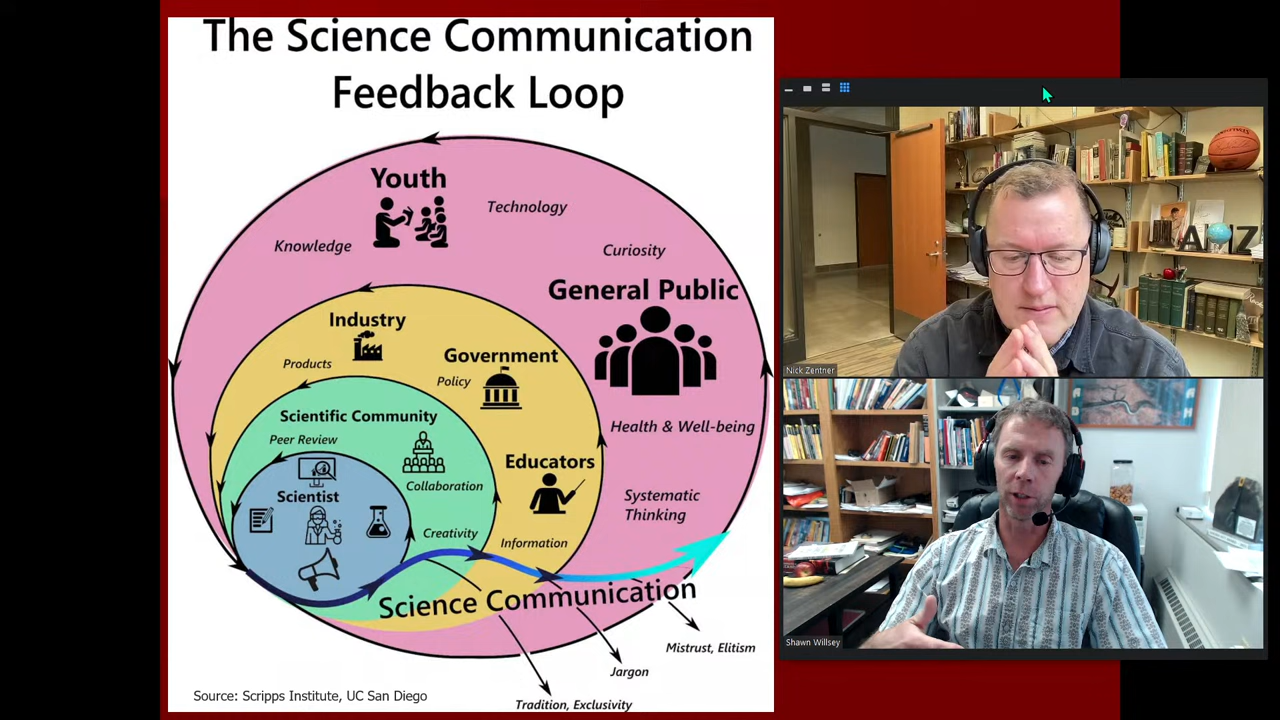 The Science Communication
Feedback Loop
Youth
Technology
Knowledge
Curiosity
General Public
Industry
Government
Products
Policy
Scientific Community
Peer Review
Health & Well-being
Educators
Scientist
Collaboration
Systematic
Thinking
Creativity
Information
Science Communication
Mistrust, Elitism
Jargon
Tradition, Exclusivity
Source: Scripps Institute, UC San Diego
Nick Zentner
Shawn Willsey